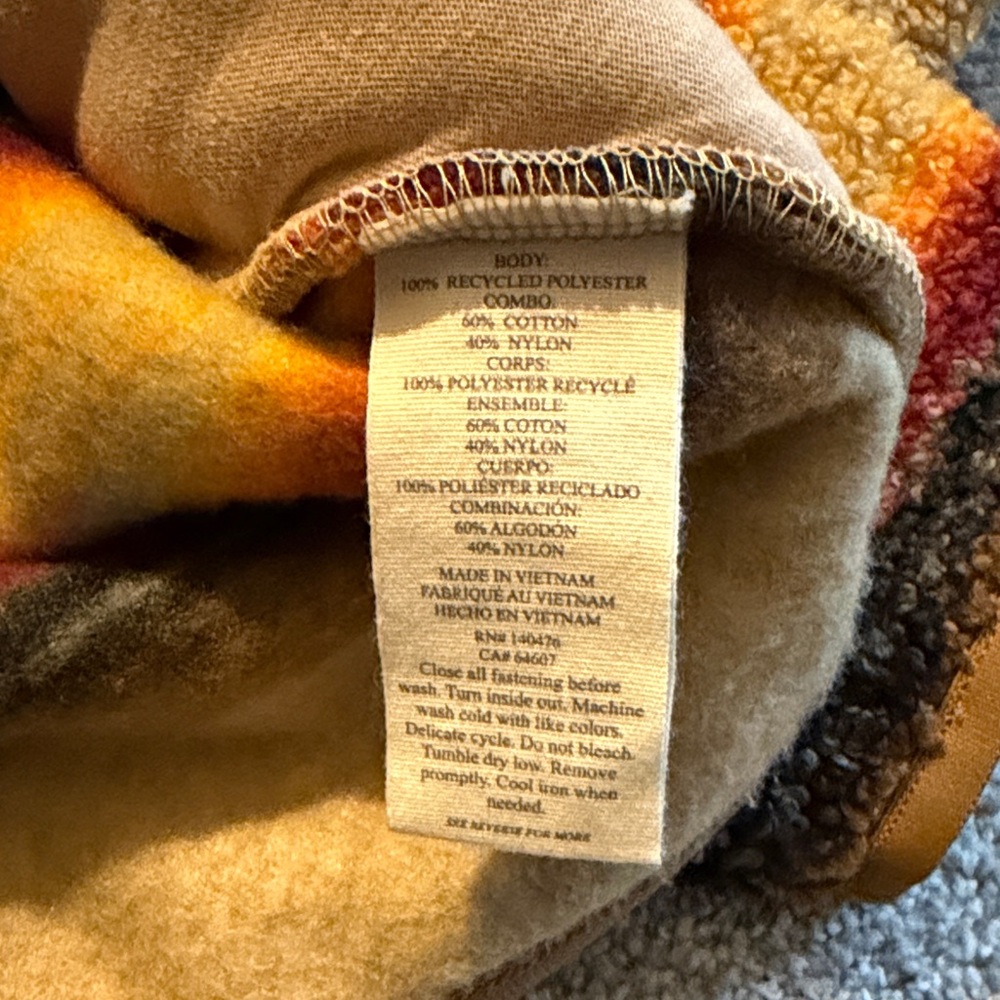 BODY:
100% RECYCLED POLYESTER
COMBO:
60% COTTON
40% NYLON
CORPS:
100% POLYESTER RECYCLÉ
ENSEMBLE:
60% COTON
40% NYLON
CUERPO:
100% POLIÉSTER RECICLADO
COMBINACIÓN:
60% ALGODÓN
40% NYLON
MADE IN VIETNAM
FABRIQUÉ AU VIETNAM
HECHO EN VIETNAM
RN# 140476
CA# 64607
Close all fastening before
wash. Turn inside out. Machine
wash cold with like colors.
Delicate cycle. Do not bleach.
Tumble dry low. Remove
promptly. Cool iron when
needed.
SEE REVERSE FOR MORE